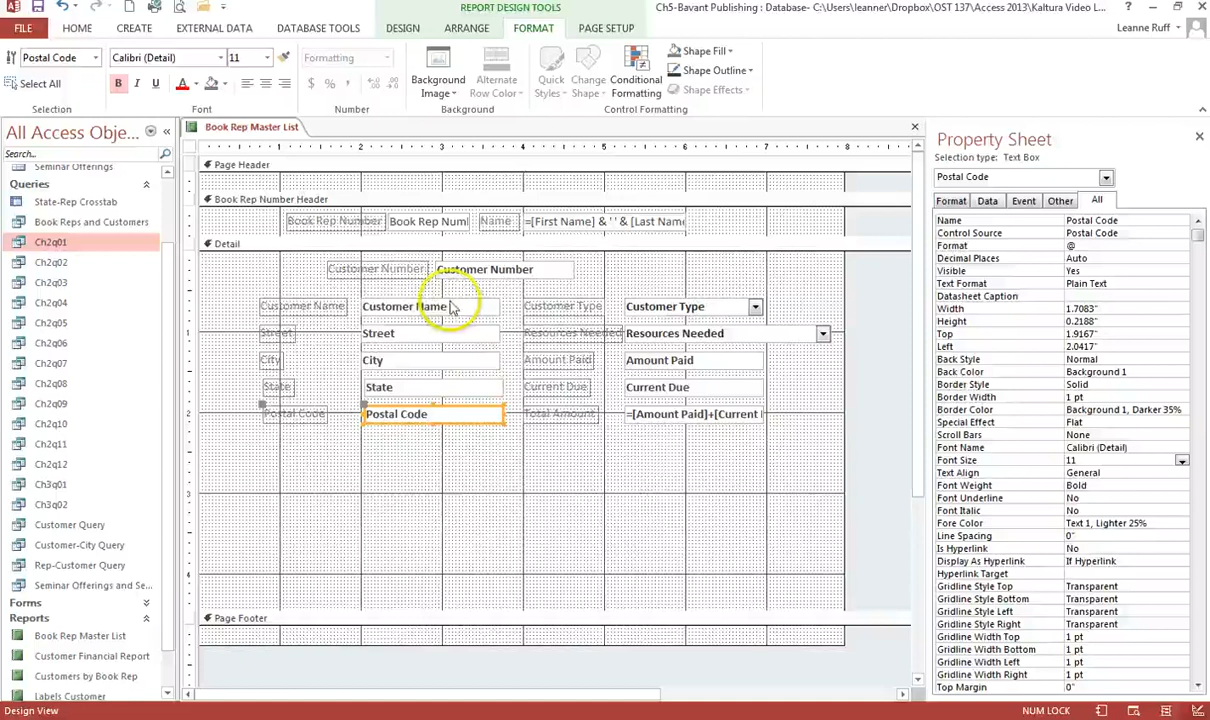 REPORT DESIGN TOOLS
Ch5-Bavant Publishing : Database- C:\Users\leanner\Dropbox\OST 137\Access 2013\Kaltura Video L...
FILE HOME CREATE EXTERNAL DATA DATABASE TOOLS DESIGN ARRANGE FORMAT PAGE SETUP
Leanne Ruff
Postal Code
Calibri (Detail) 11
Formatting
Select All
B I U A
$ % ,
Background Image
Alternate Row Color
Quick Styles
Change Shape
Conditional Formatting
Shape Fill
Shape Outline
Shape Effects
Selection Font Number Background Control Formatting
All Access Obje...
Search...
Seminar Offerings
Queries
State-Rep Crosstab
Book Reps and Customers
Ch2q01
Ch2q02
Ch2q03
Ch2q04
Ch2q05
Ch2q06
Ch2q07
Ch2q08
Ch2q09
Ch2q10
Ch2q11
Ch2q12
Ch3q01
Ch3q02
Customer Query
Customer-City Query
Rep-Customer Query
Seminar Offerings and Se...
Forms
Reports
Book Rep Master List
Customer Financial Report
Customers by Book Rep
Labels Customer
Book Rep Master List
1 2 3 4 5 6 7 8
Page Header
Book Rep Number Header
Book Rep Number Book Rep Num Name =[First Name] & ' ' & [Last Name
Detail
Customer Number Customer Number
Customer Name Customer Name Customer Type Customer Type
Street Street Resources Needed Resources Needed
City City Amount Paid Amount Paid
State State Current Due Current Due
Postal Code Postal Code Total Amount =[Amount Paid]+[Current
1
2
3
4
Page Footer
Property Sheet
Selection type: Text Box
Postal Code
Format Data Event Other All
Name Postal Code
Control Source Postal Code
Format @
Decimal Places Auto
Visible Yes
Text Format Plain Text
Datasheet Caption
Width 1.7083"
Height 0.2188"
Top 1.9167"
Left 2.0417"
Back Style Normal
Back Color Background 1
Border Style Solid
Border Width
Border Color Background 1, Darker 35%
Special Effect Flat
Scroll Bars None
Font Name Calibri (Detail)
Font Size 11
Text Align General
Font Weight Bold
Font Underline No
Font Italic No
Fore Color Text 1, Lighter 25%
Line Spacing 0"
Is Hyperlink No
Display As Hyperlink If Hyperlink
Hyperlink Target
Gridline Style Top Transparent
Gridline Style Bottom Transparent
Gridline Style Left Transparent
Gridline Style Right Transparent
Gridline Width Top 1 pt
Gridline Width Bottom 1 pt
Gridline Width Left 1 pt
Gridline Width Right 1 pt
Top Margin 0"
Design View
NUM LOCK